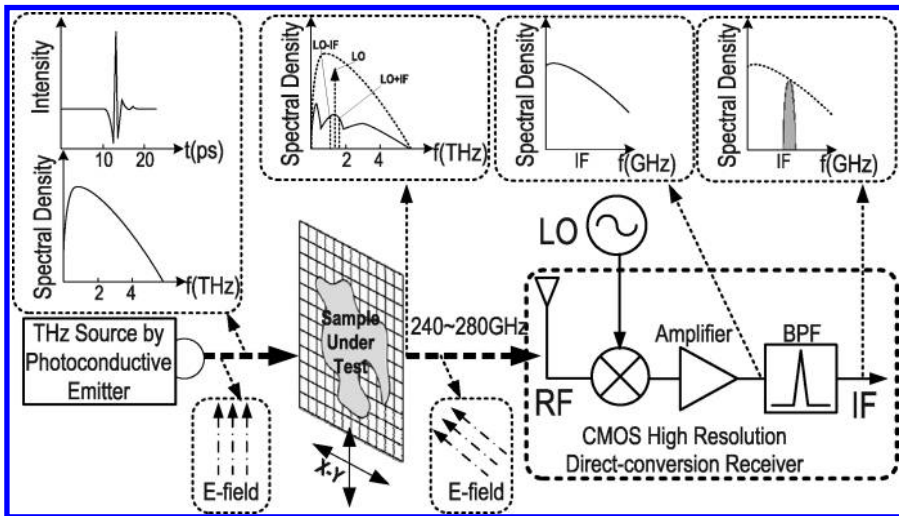 Intensity
10
20
t(ps)
Spectral Density
2
4
f(THz)
Spectral Density
LO-IF
LO
LO+IF
2
4
f(THz)
Spectral Density
IF
f(GHz)
Spectral Density
IF
f(GHz)
THz Source by
Photoconductive
Emitter
E-field
Sample
Under
Test
X-Y
240~280GHz
E-field
LO
RF
Amplifier
BPF
IF
CMOS High Resolution
Direct-conversion Receiver